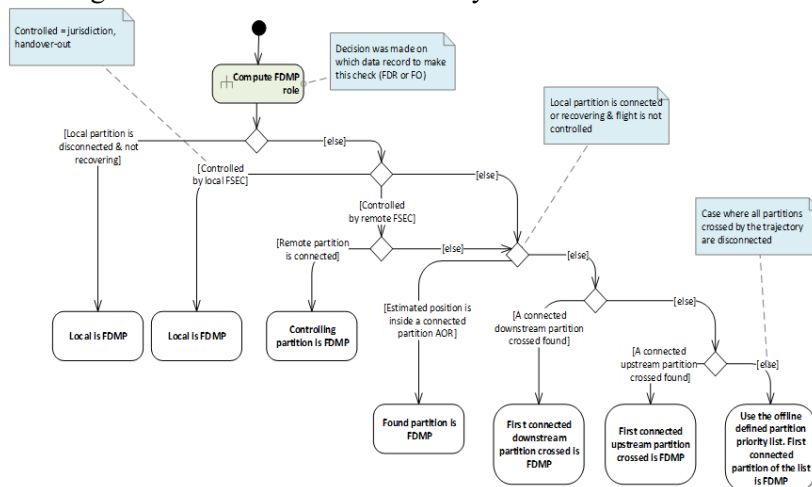 Controlled = jurisdiction,
handover-out
Compute FDMP
role
Decision was made on
which data record to make
this check (FDR or FO)
Local partition is connected
or recovering & flight is not
controlled
[Local partition is
disconnected & not
recovering]
[else]
[Controlled
by local FSEC]
[else]
[Controlled
by remote FSEC]
Case where all partitions
crossed by the trajectory
are disconnected
[Remote partition
is connected]
[else]
[else]
[Estimated position is
inside a connected
partition AOR]
[A connected
downstream partition
crossed found]
[else]
[A connected
upstream partition
crossed found]
[else]
Local is FDMP
Local is FDMP
Controlling
partition is FDMP
Found partition is
FDMP
First connected
downstream
partition crossed is
FDMP
First connected
upstream partition
crossed is FDMP
Use the offline
defined partition
priority list. First
connected
partition of the list
is FDMP